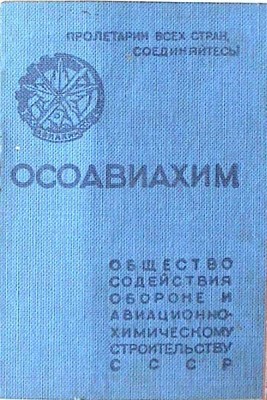 ПРОЛЕТАРИИ ВСЕХ СТРАН,
СОЕДИНЯЙТЕСЬ!
ОСОАВИАХИМ
ОБЩЕСТВО
СОДЕЙСТВИЯ
ОБОРОНЕ И
АВИАЦИОННО-
ХИМИЧЕСКОМУ
СТРОИТЕЛЬСТВУ
СССР